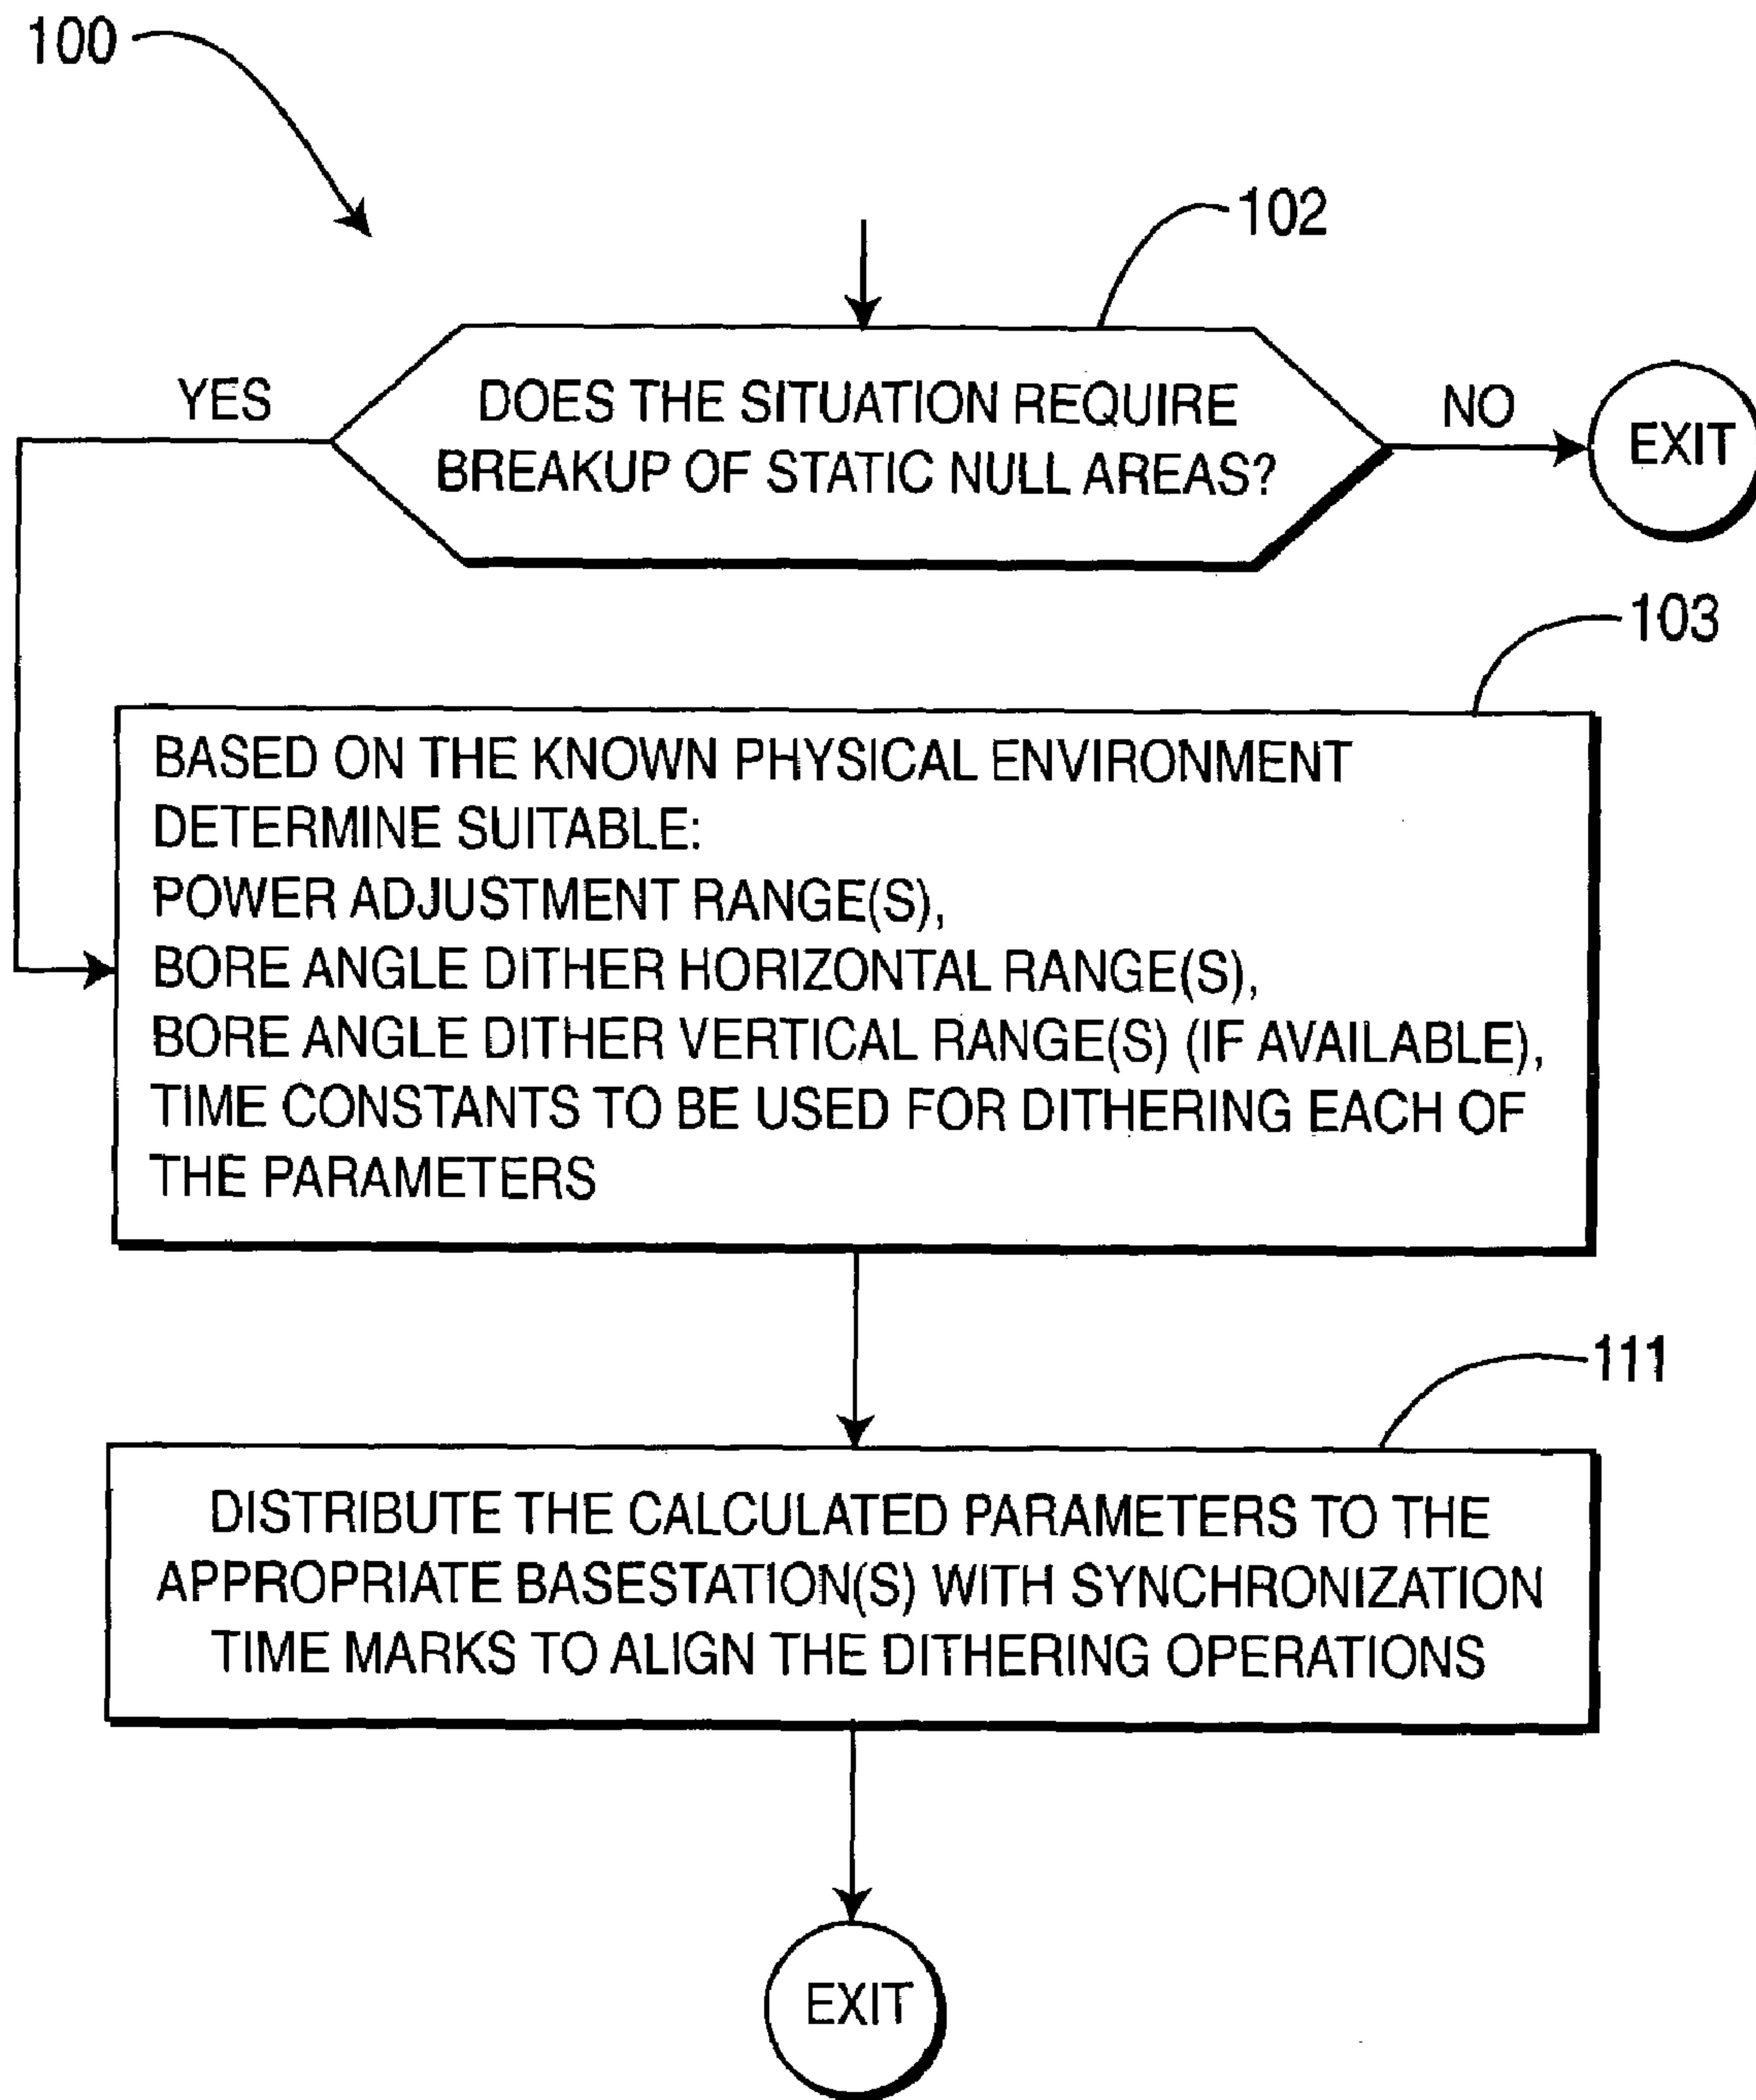 100
102
DOES THE SITUATION REQUIRE
BREAKUP OF STATIC NULL AREAS?
YES
NO
EXIT
103
BASED ON THE KNOWN PHYSICAL ENVIRONMENT
DETERMINE SUITABLE:
POWER ADJUSTMENT RANGE(S),
BORE ANGLE DITHER HORIZONTAL RANGE(S),
BORE ANGLE DITHER VERTICAL RANGE(S) (IF AVAILABLE),
TIME CONSTANTS TO BE USED FOR DITHERING EACH OF
THE PARAMETERS
111
DISTRIBUTE THE CALCULATED PARAMETERS TO THE
APPROPRIATE BASESTATION(S) WITH SYNCHRONIZATION
TIME MARKS TO ALIGN THE DITHERING OPERATIONS
EXIT